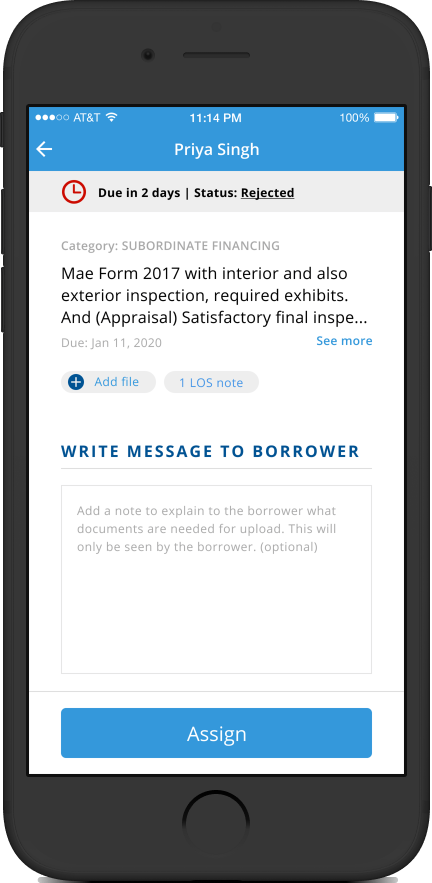 AT&T 11:14 PM 100%
Priya Singh
Due in 2 days | Status: Rejected
Category: SUBORDINATE FINANCING
Mae Form 2017 with interior and also
exterior inspection, required exhibits.
And (Appraisal) Satisfactory final inspe...
Due: Jan 11, 2020 See more
Add file 1 LOS note
WRITE MESSAGE TO BORROWER
Add a note to explain to the borrower what
documents are needed for upload. This will
only be seen by the borrower. (optional)
Assign